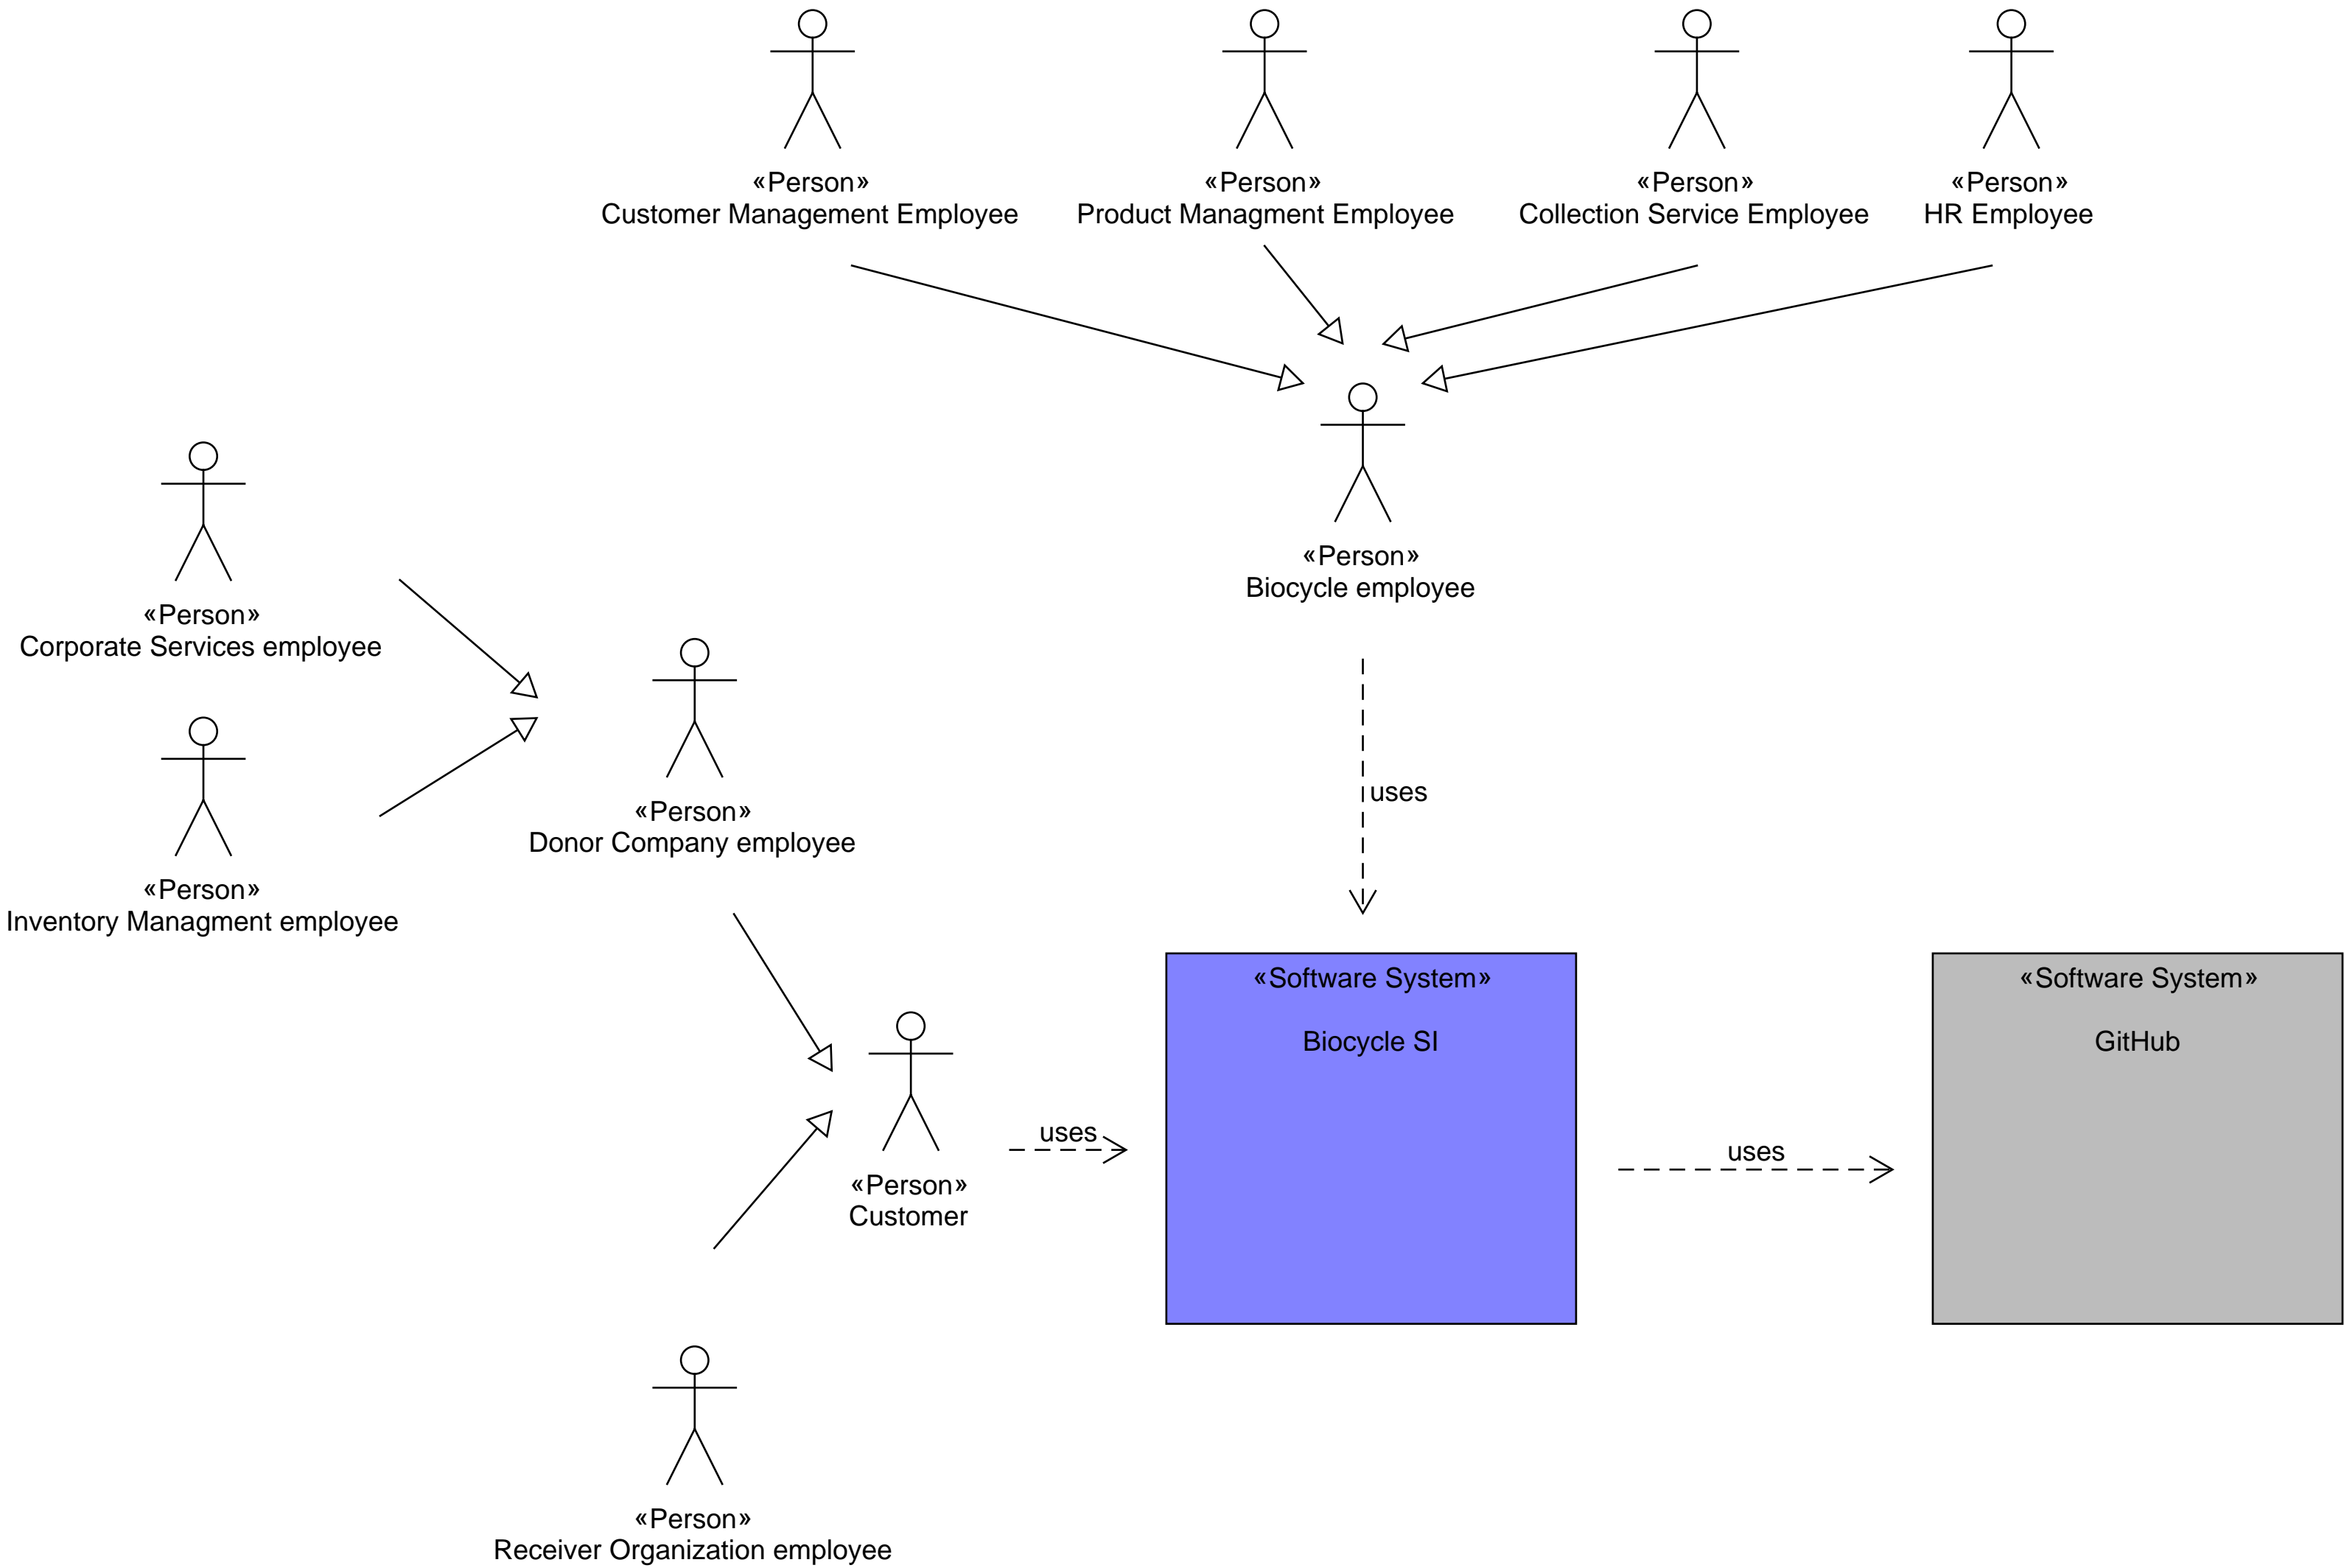 «Person»
Customer Management Employee
«Person»
Product Managment Employee
«Person»
Collection Service Employee
«Person»
HR Employee
«Person»
Biocycle employee
«Person»
Corporate Services employee
«Person»
Donor Company employee
uses
«Person»
Inventory Managment employee
«Software System»
Biocycle SI
«Software System»
GitHub
uses
uses
«Person»
Customer
«Person»
Receiver Organization employee